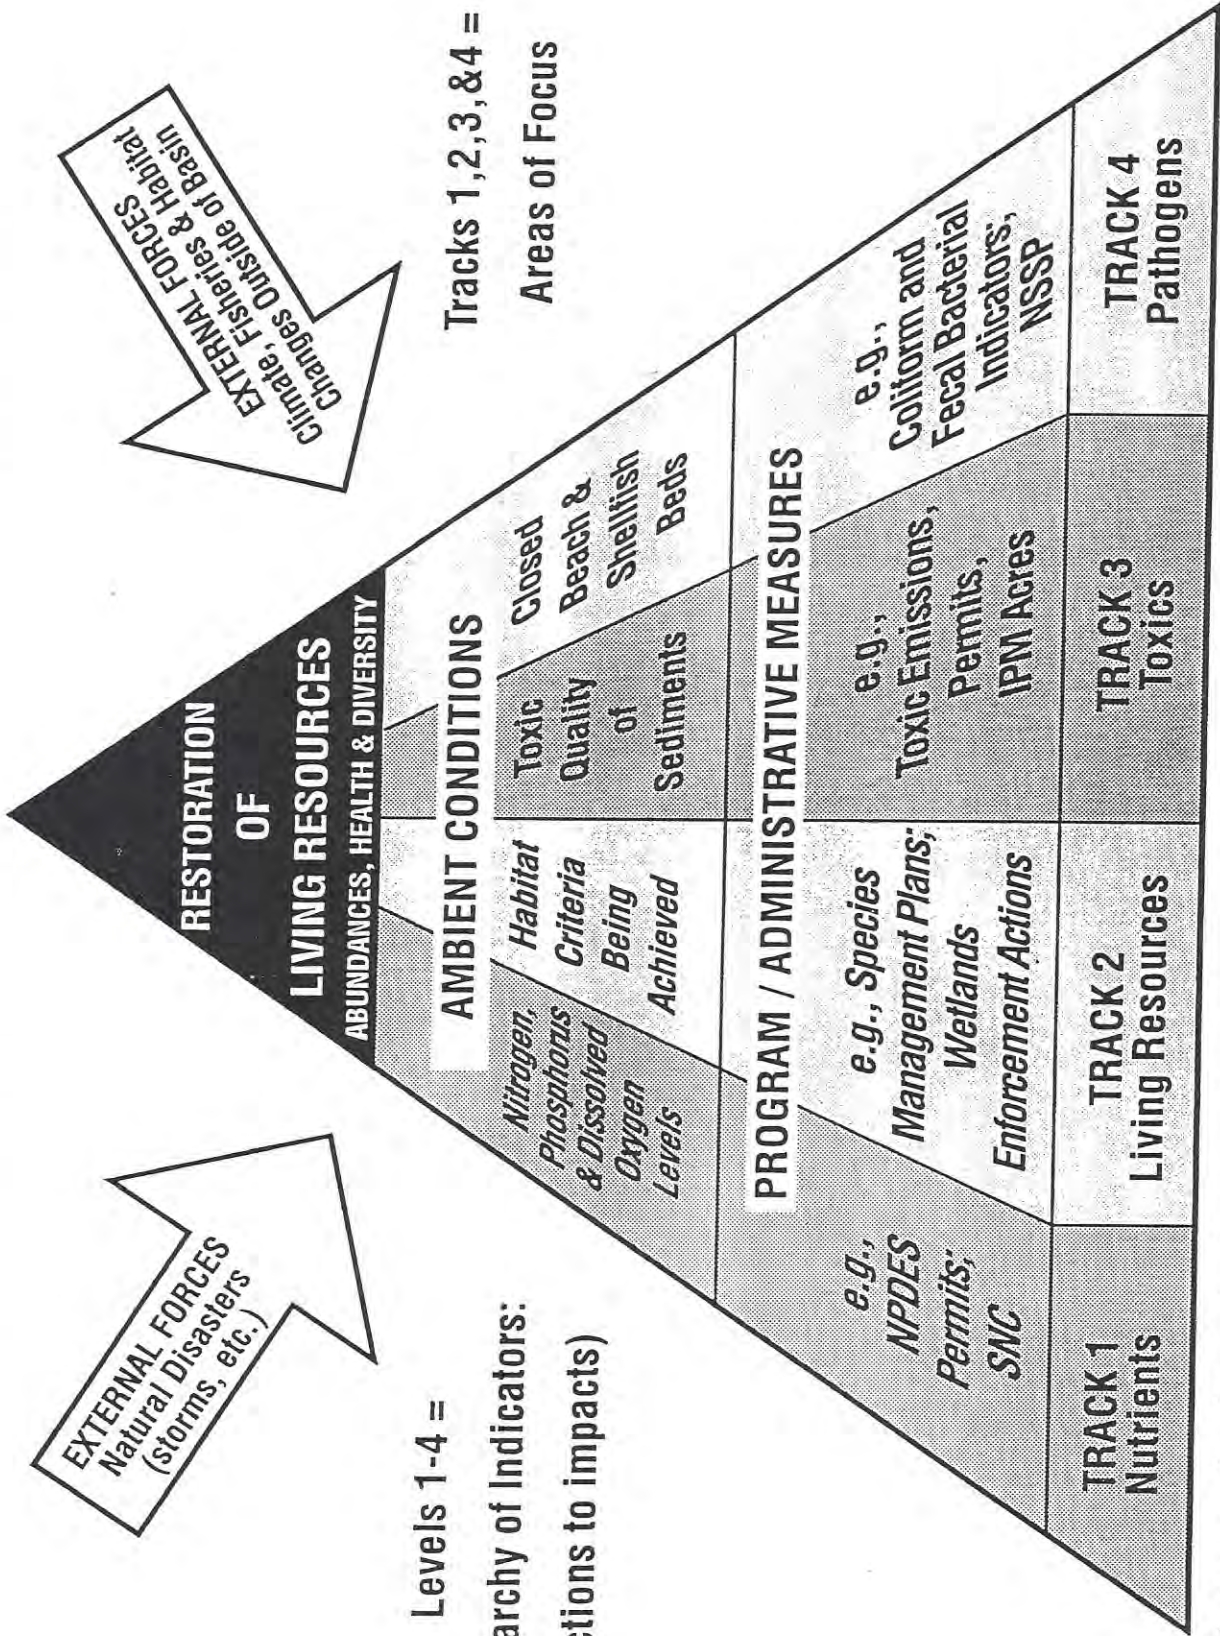 EXTERNAL FORCES
Natural Disasters
(storms, etc.)
EXTERNAL FORCES
Climate, Fisheries & Habitat
Changes Outside of Basin
Levels 1-4 =
archy of Indicators:
ctions to impacts)
Tracks 1,2,3,&4 =
Areas of Focus
RESTORATION
OF
LIVING RESOURCES
ABUNDANCES, HEALTH & DIVERSITY
AMBIENT CONDITIONS
Nitrogen,
Phosphorus
& Dissolved
Oxygen
Levels
Habitat
Criteria
Being
Achieved
Toxic
Quality
of
Sediments
Closed
Beach &
Shellfish
Beds
PROGRAM / ADMINISTRATIVE MEASURES
e.g.,
NPDES
Permits;
SNC
e.g., Species
Management Plans;
Wetlands
Enforcement Actions
e.g.,
Toxic Emissions,
Permits,
IPM Acres
e.g.,
Coliform and
Fecal Bacterial
Indicators;
NSSP
TRACK 1
Nutrients
TRACK 2
Living Resources
TRACK 3
Toxics
TRACK 4
Pathogens